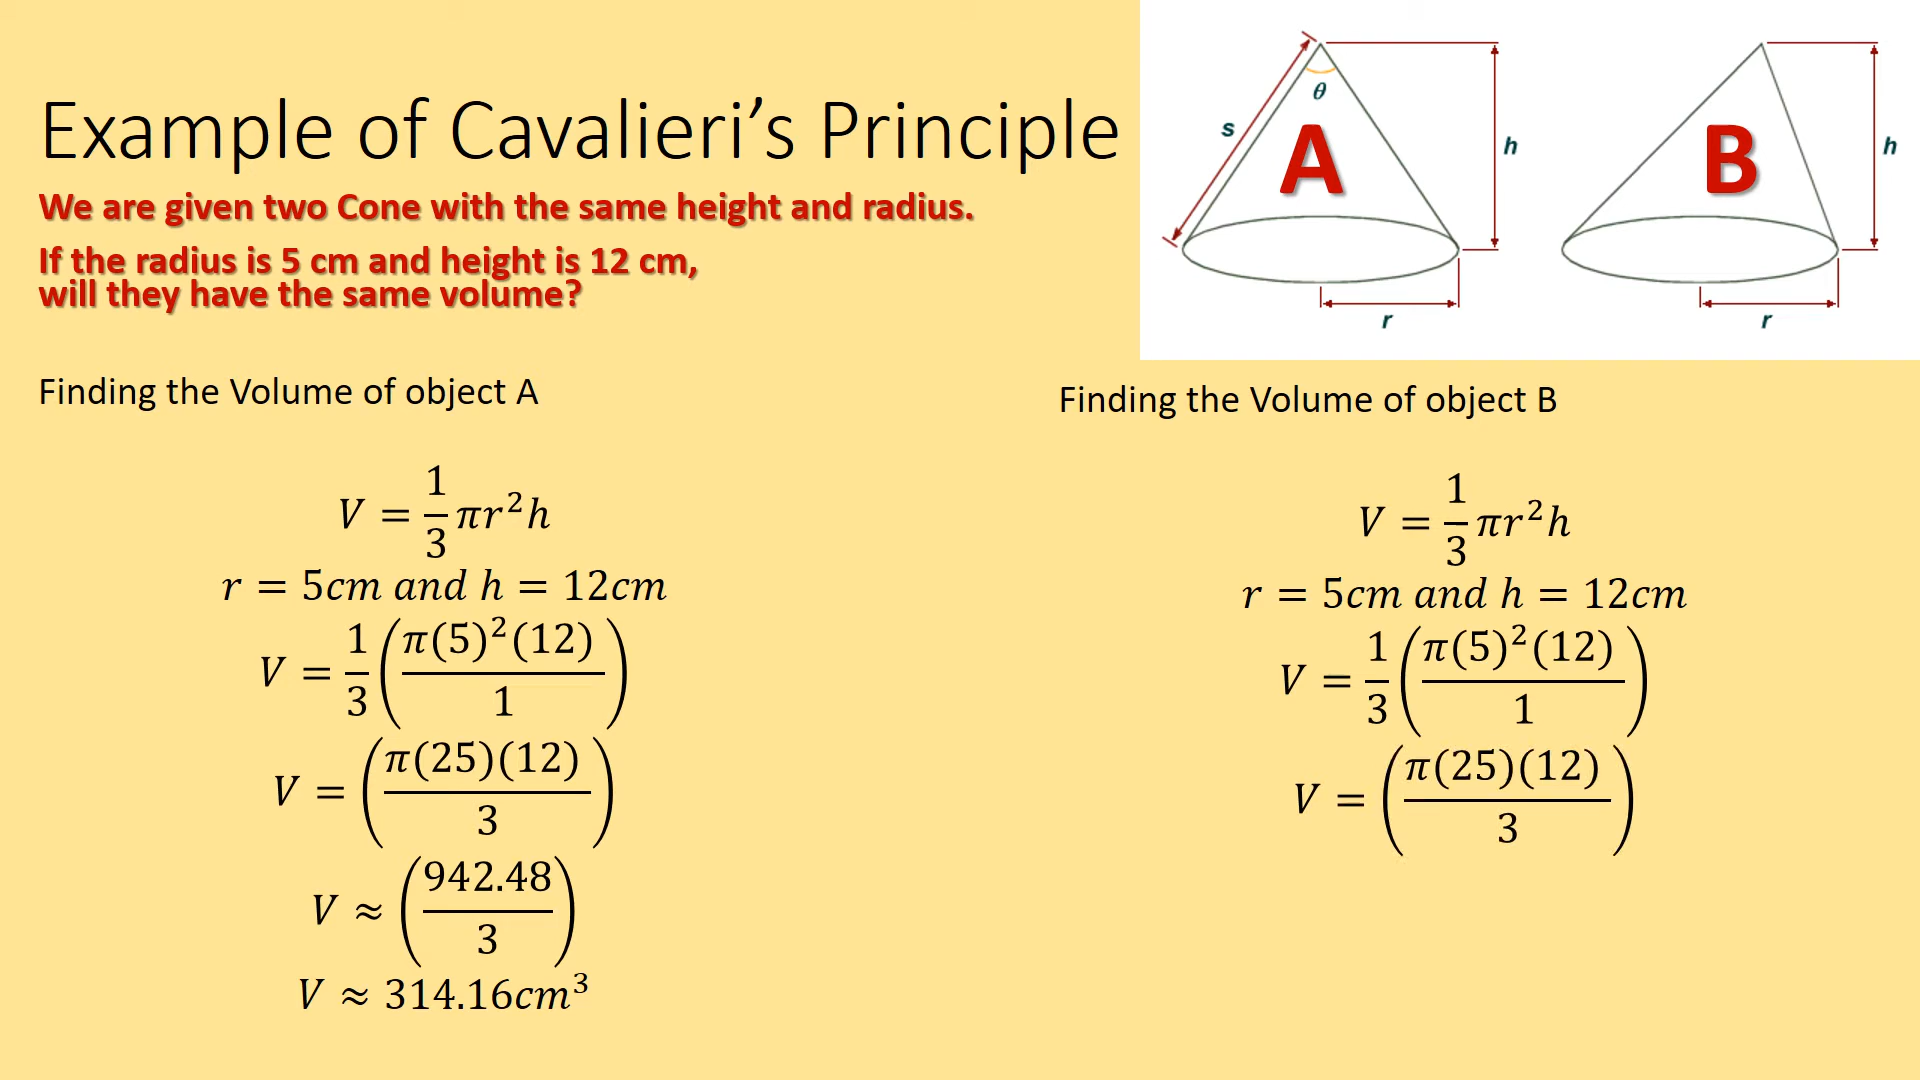 Example of Cavalieri’s Principle
We are given two Cone with the same height and radius.
If the radius is 5 cm and height is 12 cm,
will they have the same volume?
θ
s
A
h
r
B
h
r
Finding the Volume of object A
V = 1/3 πr²h
r = 5cm and h = 12cm
V = 1/3 (π(5)²(12)/1)
V = (π(25)(12)/3)
V ≈ (942.48/3)
V ≈ 314.16cm³
Finding the Volume of object B
V = 1/3 πr²h
r = 5cm and h = 12cm
V = 1/3 (π(5)²(12)/1)
V = (π(25)(12)/3)